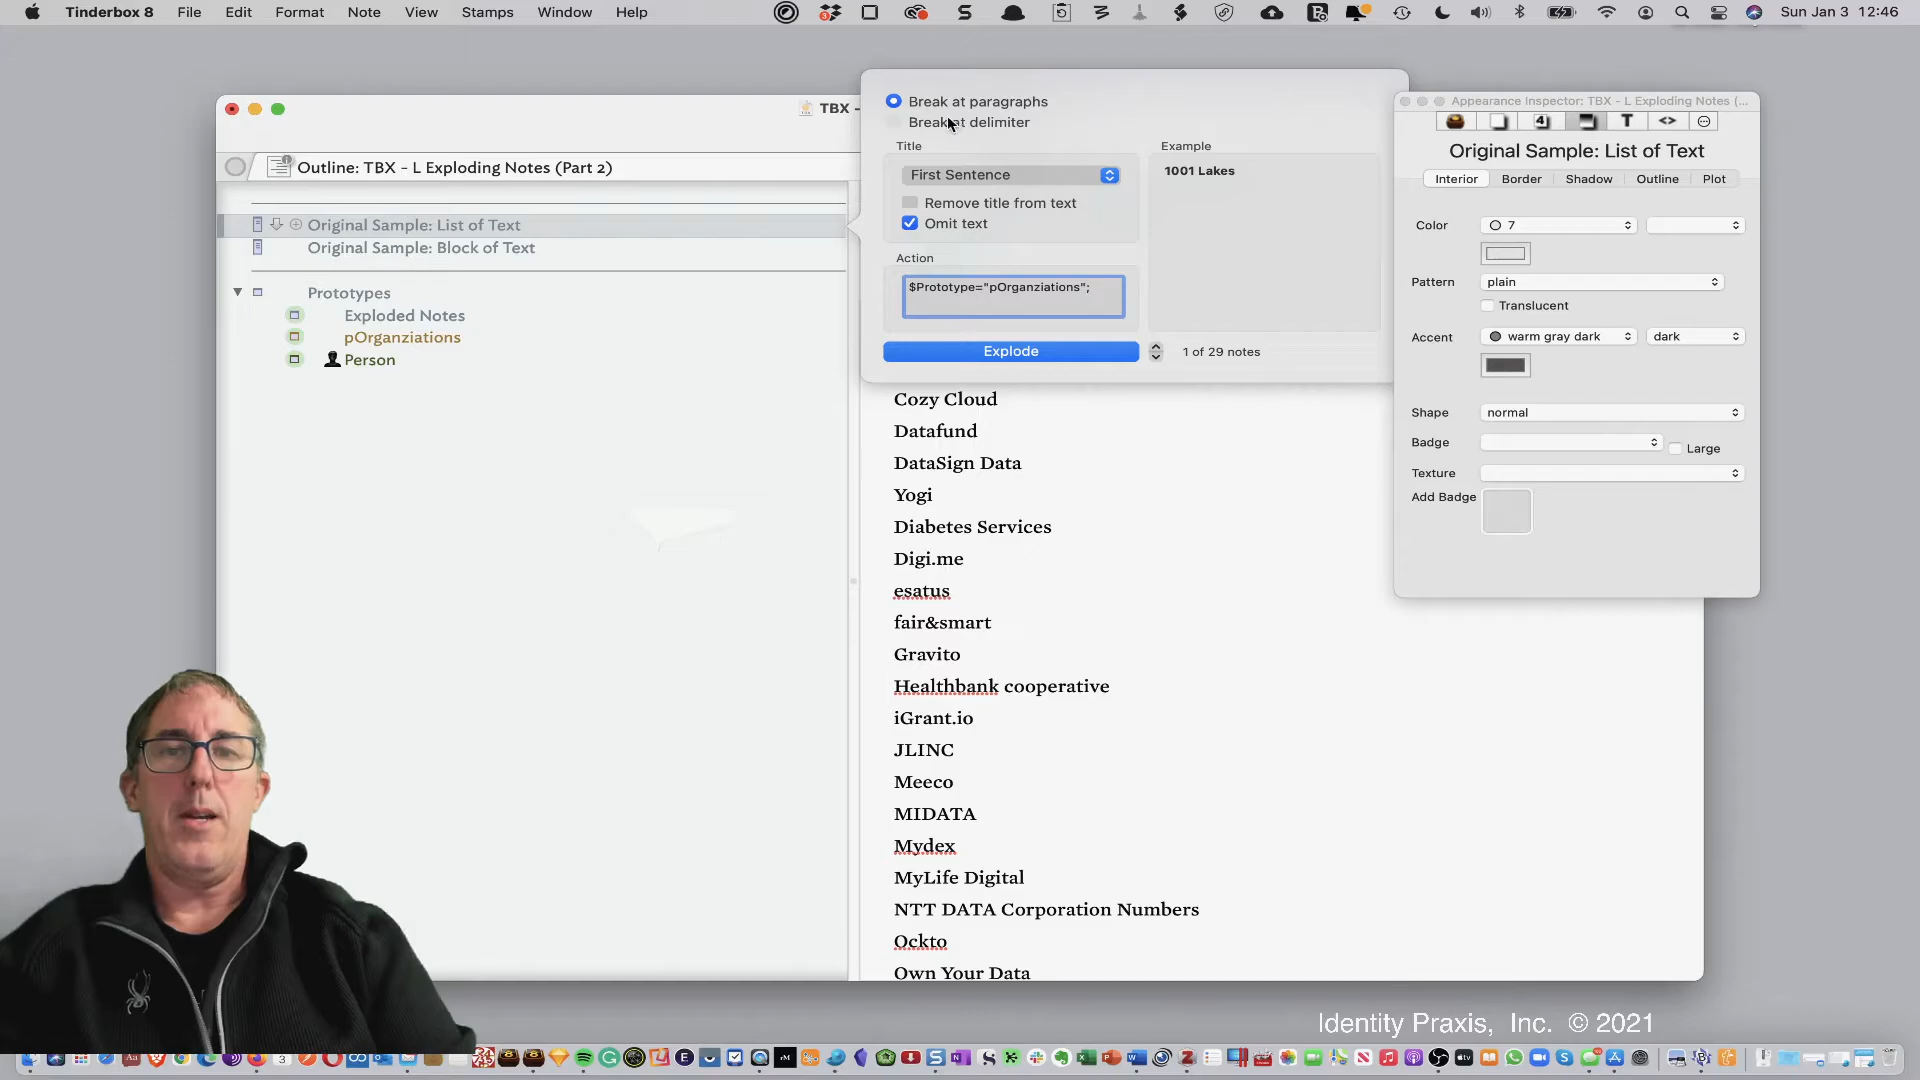 Tinderbox 8 File Edit Format Note View Stamps Window Help Sun Jan 3 12:46
TBX -
Outline: TBX - L Exploding Notes (Part 2)
Original Sample: List of Text
Original Sample: Block of Text
Prototypes
Exploded Notes
pOrganziations
Person
Break at paragraphs
Break at delimiter
Title
First Sentence
Remove title from text
Omit text
Action
$Prototype="pOrganziations";
Explode
Example
1001 Lakes
1 of 29 notes
Cozy Cloud
Datafund
DataSign Data
Yogi
Diabetes Services
Digi.me
esatus
fair&smart
Gravito
Healthbank cooperative
iGrant.io
JLINC
Meeco
MIDATA
Mydex
MyLife Digital
NTT DATA Corporation Numbers
Ockto
Own Your Data
Appearance Inspector: TBX - L Exploding Notes (...
Original Sample: List of Text
Interior Border Shadow Outline Plot
Color 7
Pattern plain
Translucent
Accent warm gray dark dark
Shape normal
Badge Large
Texture
Add Badge
Identity Praxis, Inc. © 2021